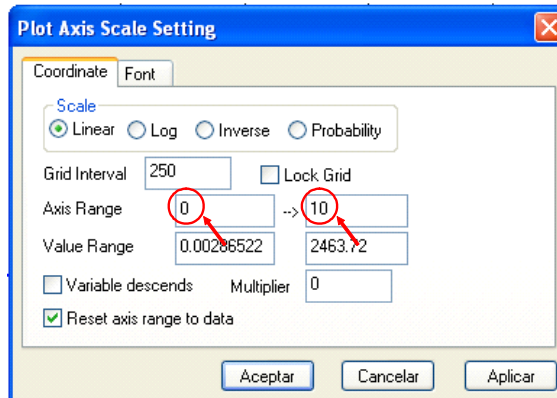 Plot Axis Scale Setting
Coordinate Font
Scale
Linear Log Inverse Probability
Grid Interval 250 Lock Grid
Axis Range 0 --> 10
Value Range 0.00286522 2463.72
Variable descends Multiplier 0
Reset axis range to data
Aceptar Cancelar Aplicar